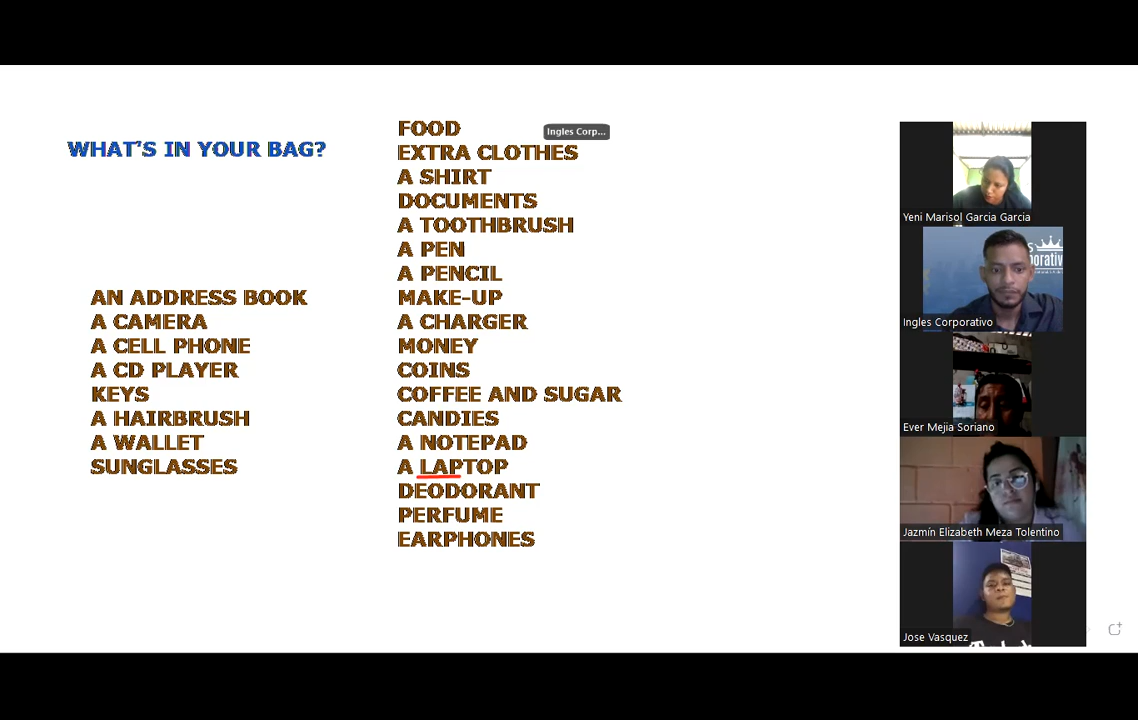 WHAT'S IN YOUR BAG?
AN ADDRESS BOOK
A CAMERA
A CELL PHONE
A CD PLAYER
KEYS
A HAIRBRUSH
A WALLET
SUNGLASSES
FOOD
EXTRA CLOTHES
A SHIRT
DOCUMENTS
A TOOTHBRUSH
A PEN
A PENCIL
MAKE-UP
A CHARGER
MONEY
COINS
COFFEE AND SUGAR
CANDIES
A NOTEPAD
A LAPTOP
DEODORANT
PERFUME
EARPHONES
Ingles Corp...
Yeni Marisol Garcia Garcia
Ingles Corporativo
Ever Mejia Soriano
Jazmín Elizabeth Meza Tolentino
Jose Vasquez